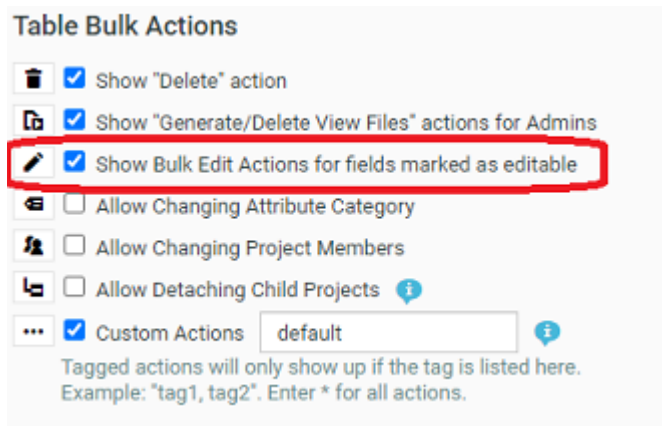 Table Bulk Actions
Show "Delete" action
Show "Generate/Delete View Files" actions for Admins
Show Bulk Edit Actions for fields marked as editable
Allow Changing Attribute Category
Allow Changing Project Members
Allow Detaching Child Projects
Custom Actions default
Tagged actions will only show up if the tag is listed here.
Example: "tag1, tag2". Enter * for all actions.